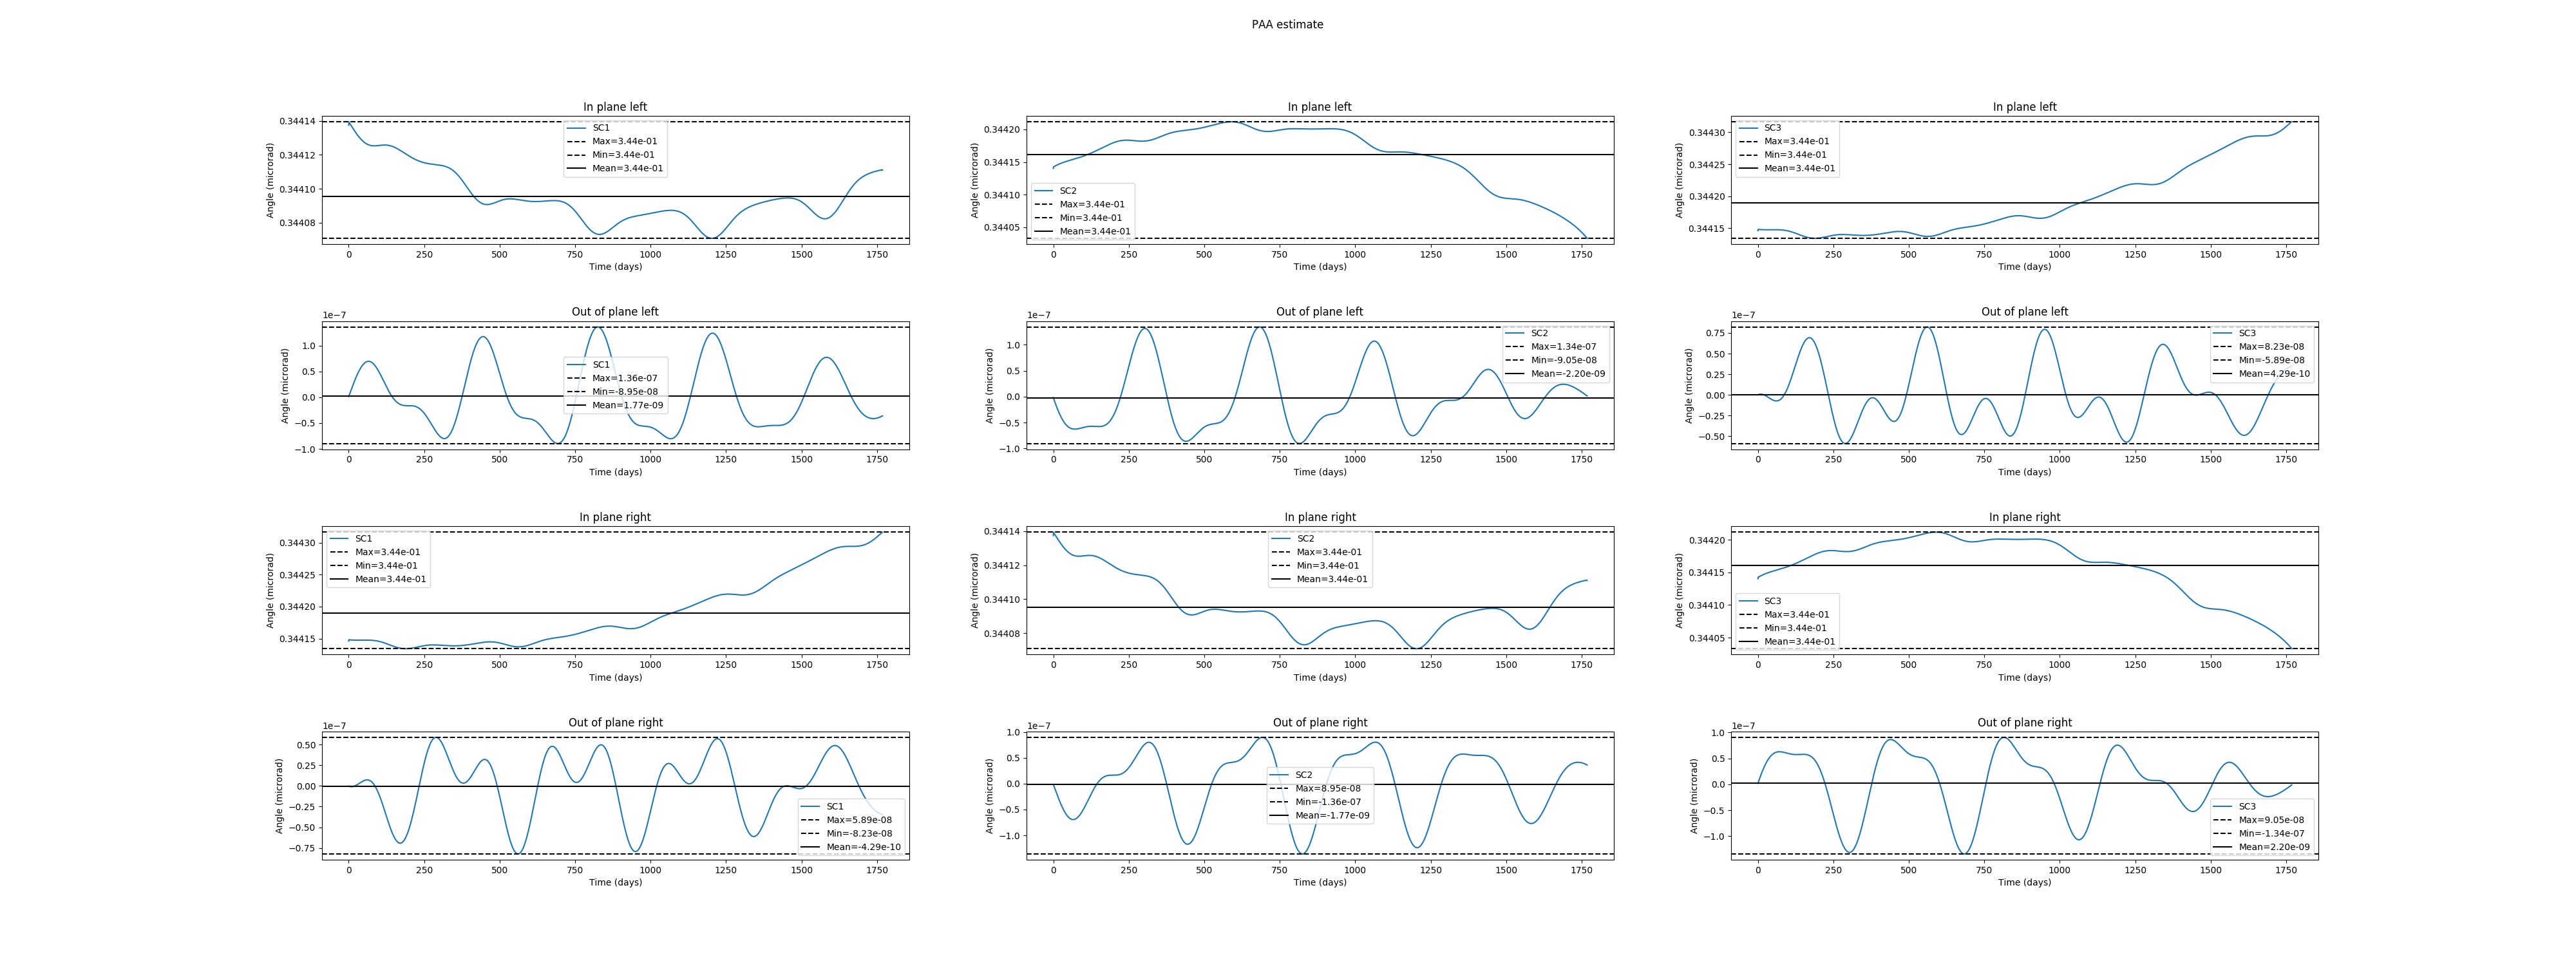 PAA estimate
In plane left
Angle (microrad)
0.34414
0.34412
0.34410
0.34408
SC1
Max=3.44e-01
Min=3.44e-01
Mean=3.44e-01
0 250 500 750 1000 1250 1500 1750
Time (days)
In plane left
Angle (microrad)
0.34420
0.34415
0.34410
0.34405
SC2
Max=3.44e-01
Min=3.44e-01
Mean=3.44e-01
0 250 500 750 1000 1250 1500 1750
Time (days)
In plane left
Angle (microrad)
0.34430
0.34425
0.34420
0.34415
SC3
Max=3.44e-01
Min=3.44e-01
Mean=3.44e-01
0 250 500 750 1000 1250 1500 1750
Time (days)
Out of plane left
1e−7
Angle (microrad)
1.0
0.5
0.0
−0.5
−1.0
SC1
Max=1.36e-07
Min=-8.95e-08
Mean=1.77e-09
0 250 500 750 1000 1250 1500 1750
Time (days)
Out of plane left
1e−7
Angle (microrad)
1.0
0.5
0.0
−0.5
−1.0
SC2
Max=1.34e-07
Min=-9.05e-08
Mean=-2.20e-09
0 250 500 750 1000 1250 1500 1750
Time (days)
Out of plane left
1e−7
Angle (microrad)
0.75
0.50
0.25
0.00
−0.25
−0.50
SC3
Max=8.23e-08
Min=-5.89e-08
Mean=4.29e-10
0 250 500 750 1000 1250 1500 1750
Time (days)
In plane right
Angle (microrad)
0.34430
0.34425
0.34420
0.34415
SC1
Max=3.44e-01
Min=3.44e-01
Mean=3.44e-01
0 250 500 750 1000 1250 1500 1750
Time (days)
In plane right
Angle (microrad)
0.34414
0.34412
0.34410
0.34408
SC2
Max=3.44e-01
Min=3.44e-01
Mean=3.44e-01
0 250 500 750 1000 1250 1500 1750
Time (days)
In plane right
Angle (microrad)
0.34420
0.34415
0.34410
0.34405
SC3
Max=3.44e-01
Min=3.44e-01
Mean=3.44e-01
0 250 500 750 1000 1250 1500 1750
Time (days)
Out of plane right
1e−7
Angle (microrad)
0.50
0.25
0.00
−0.25
−0.50
−0.75
SC1
Max=5.89e-08
Min=-8.23e-08
Mean=-4.29e-10
0 250 500 750 1000 1250 1500 1750
Time (days)
Out of plane right
1e−7
Angle (microrad)
1.0
0.5
0.0
−0.5
−1.0
SC2
Max=8.95e-08
Min=-1.36e-07
Mean=-1.77e-09
0 250 500 750 1000 1250 1500 1750
Time (days)
Out of plane right
1e−7
Angle (microrad)
1.0
0.5
0.0
−0.5
−1.0
SC3
Max=9.05e-08
Min=-1.34e-07
Mean=2.20e-09
0 250 500 750 1000 1250 1500 1750
Time (days)